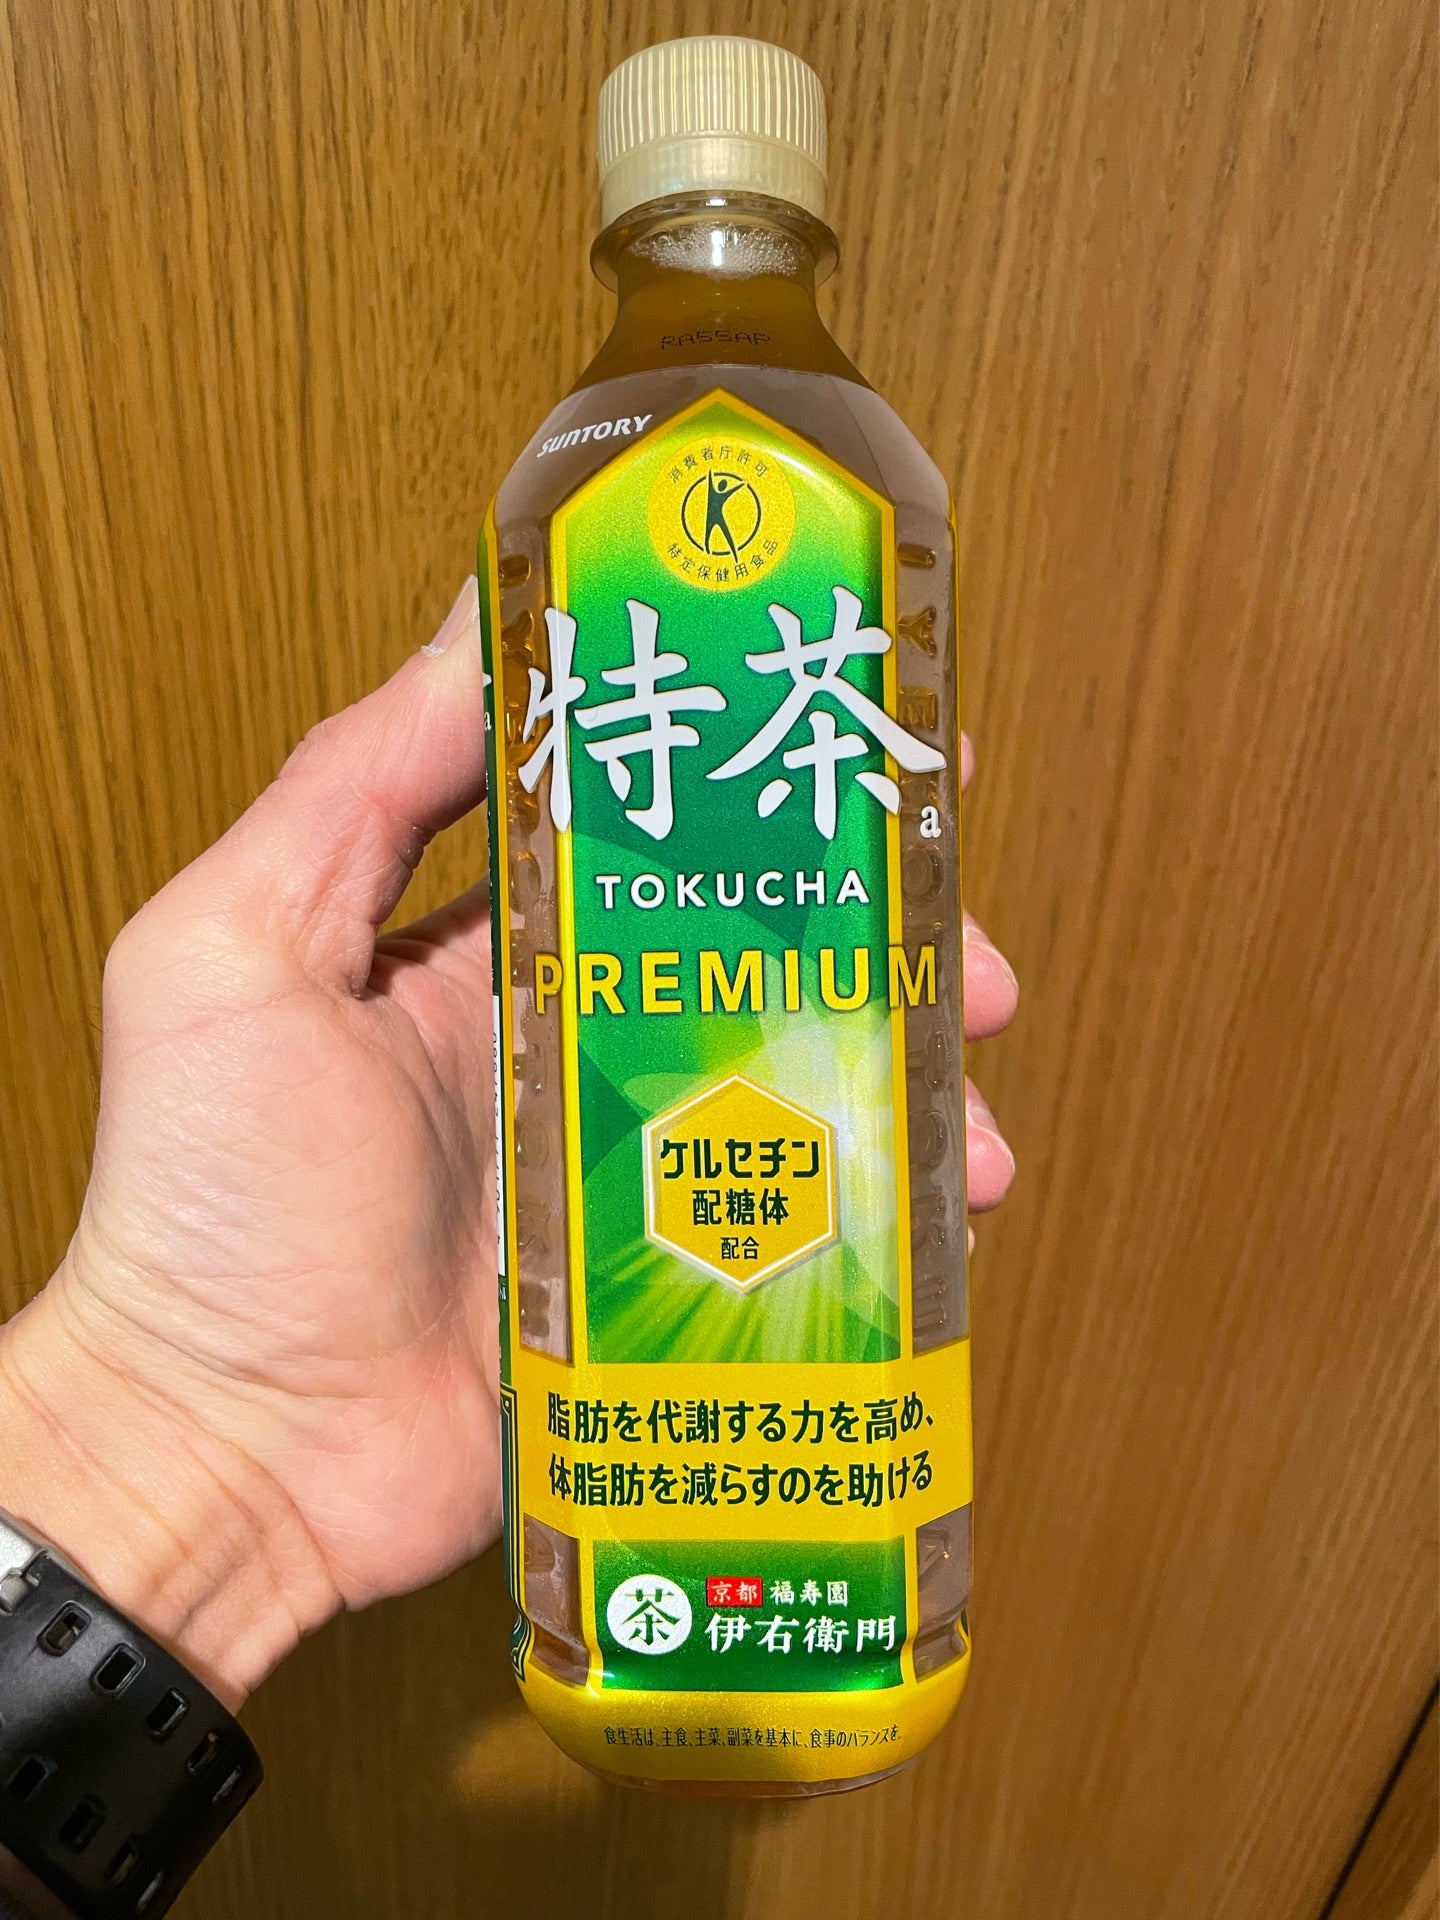 RA55AP
SUNTORY
消費者庁許可
特定保健用食品
特茶
a
TOKUCHA
PREMIUM
ケルセチン
配糖体
配合
脂肪を代謝する力を高め、
体脂肪を減らすのを助ける
茶
京都 福寿園
伊右衛門
食生活は、主食、主菜、副菜を基本に、食事のバランスを。